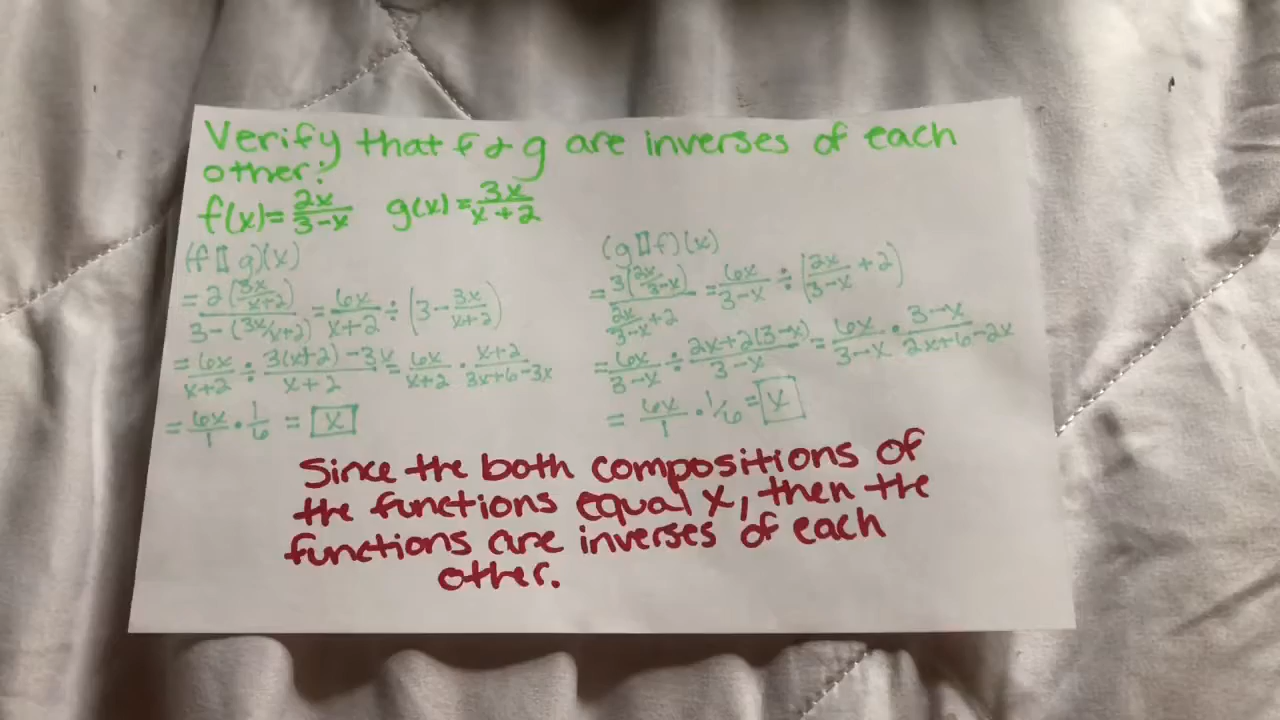 Verify that f & g are inverses of each
other:
f(x)=2x/3-x g(x)=3x/x+2
(f▯g)(x)
=2(3x/x+2)/3-(3x/x+2) =6x/x+2÷(3-3x/x+2)
=6x/x+2÷3(x+2)-3x/x+2=6x/x+2·x+2/3x+6-3x
=6x/1·1/6=x
(g▯f)(x)
=3(2x/3-x)/2x/3-x+2=6x/3-x÷(2x/3-x+2)
=6x/3-x÷2x+2(3-x)/3-x=6x/3-x·3-x/2x+6-2x
=6x/1·1/6=x
Since the both compositions of
the functions equal x, then the
functions are inverses of each
other.